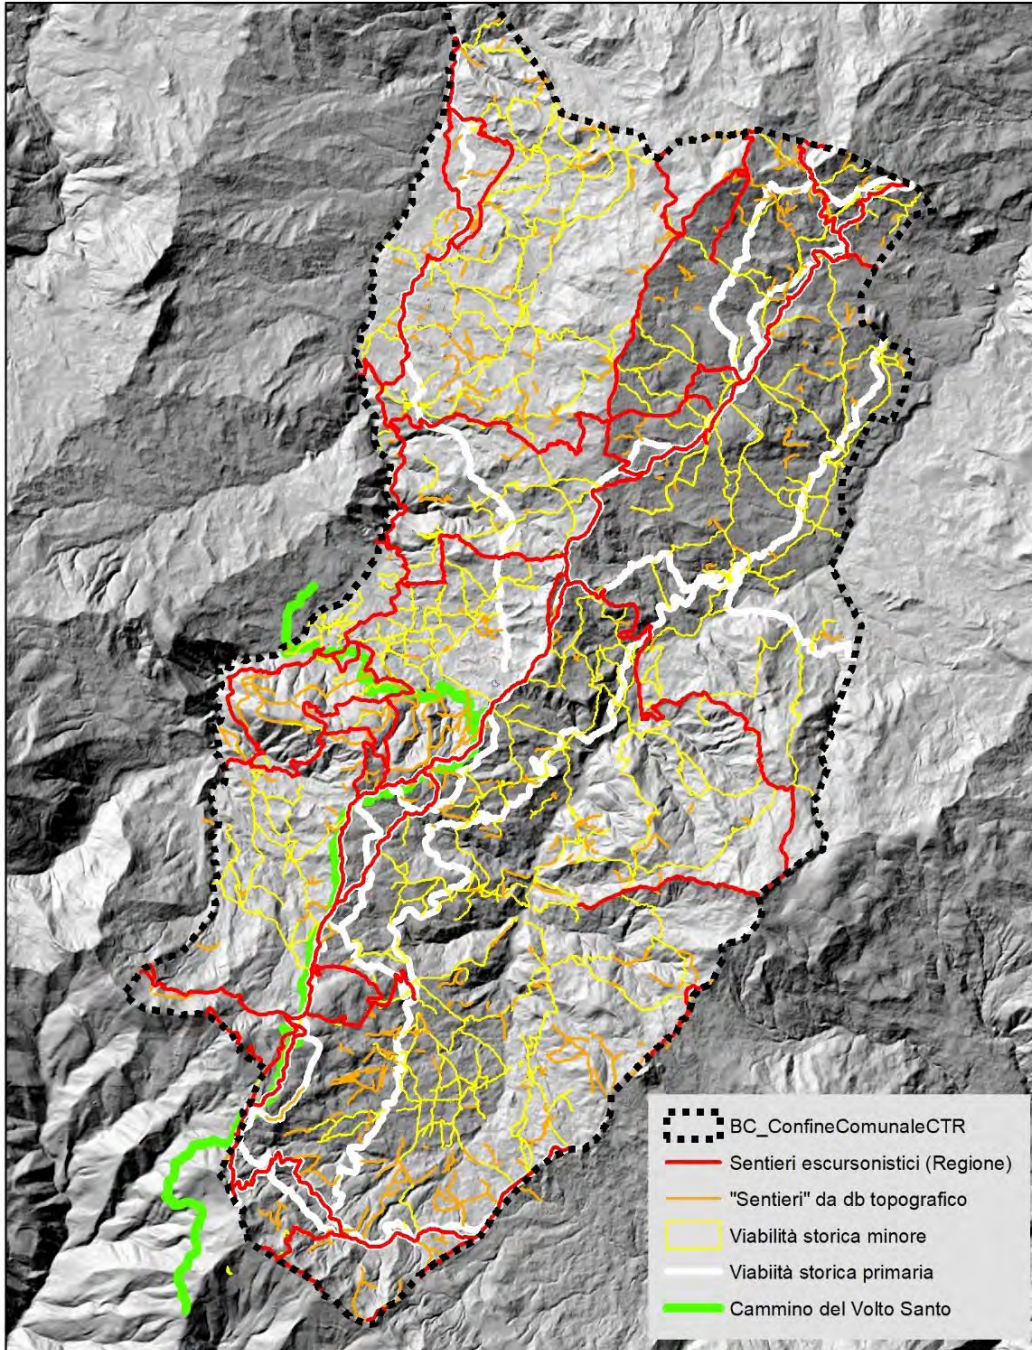 BC_ConfineComunaleCTR
Sentieri escursonistici (Regione)
"Sentieri" da db topografico
Viabilità storica minore
Viabiità storica primaria
Cammino del Volto Santo